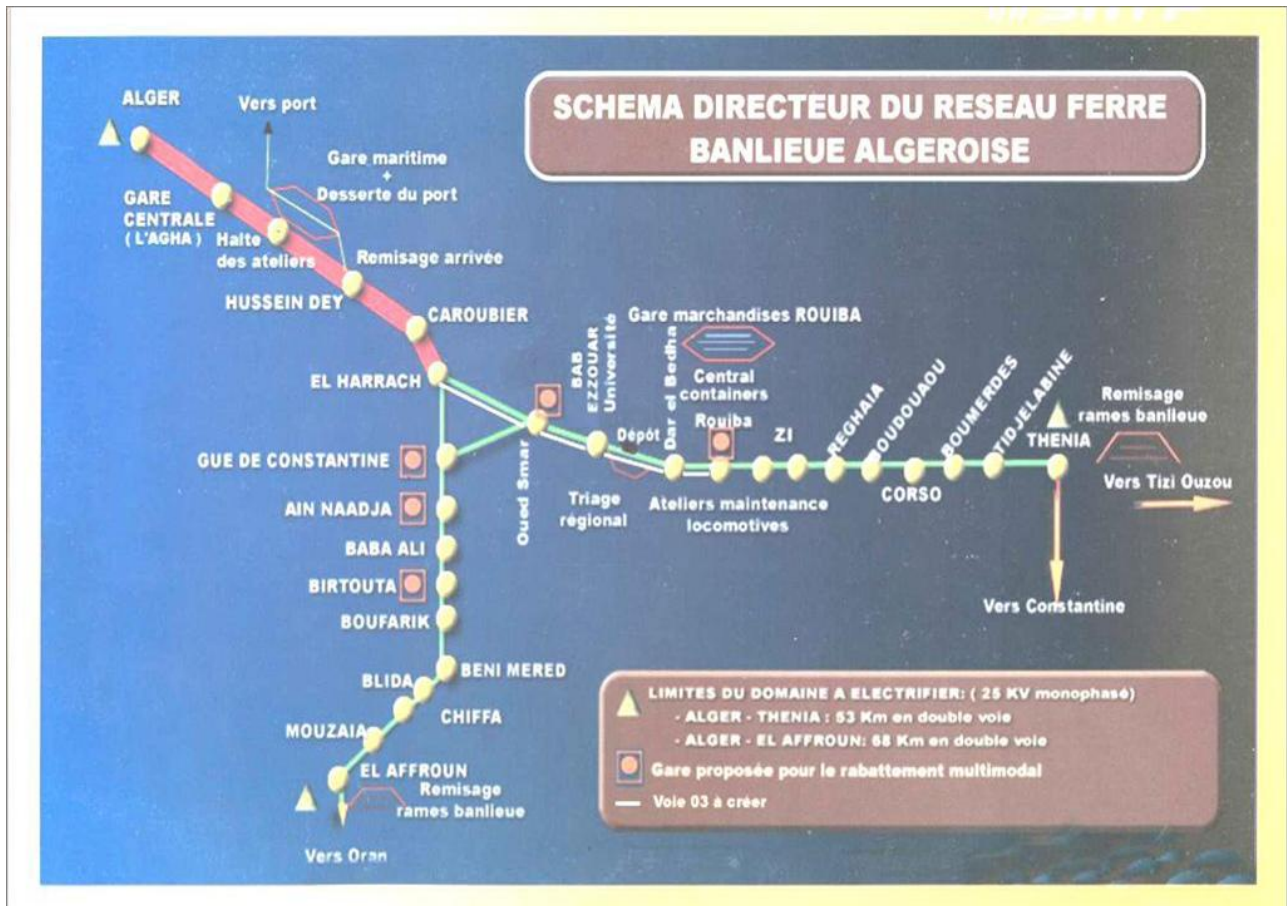 SCHEMA DIRECTEUR DU RESEAU FERRE
BANLIEUE ALGEROISE
ALGER
Vers port
Gare maritime
+
Desserte du port
GARE
CENTRALE
( L'AGHA )
Halte
des ateliers
Remisage arrivée
HUSSEIN DEY
CAROUBIER
EL HARRACH
Gare marchandises ROUIBA
Central
containers
BAB
EZZOUAR
Université
Dar el Bedha
Rouiba
Dépôt
ZI
REGHAIA
BOUDOUAOU
BOUMERDES
TIDJELABINE
THENIA
Remisage
rames banlieue
Vers Tizi Ouzou
CORSO
Oued Smar
Triage
régional
Ateliers maintenance
locomotives
Vers Constantine
GUE DE CONSTANTINE
AIN NAADJA
BABA ALI
BIRTOUTA
BOUFARIK
BENI MERED
BLIDA
CHIFFA
MOUZAIA
EL AFFROUN
Remisage
rames banlieue
Vers Oran
LIMITES DU DOMAINE A ELECTRIFIER: ( 25 KV monophasé)
- ALGER - THENIA : 53 Km en double voie
- ALGER - EL AFFROUN: 68 Km en double voie
Gare proposée pour le rabattement multimodal
Voie 03 à créer